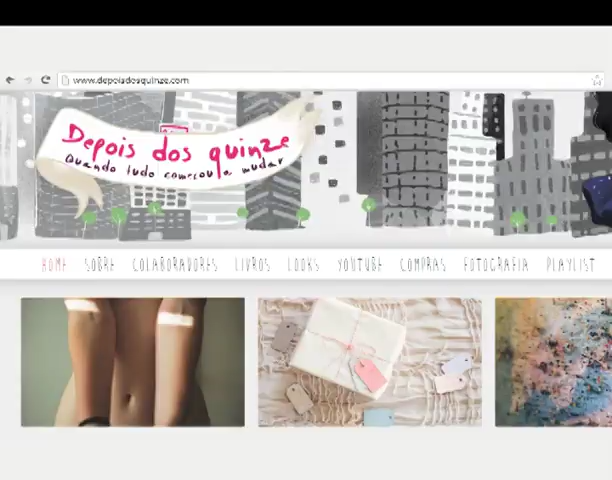 www.depoisdosquinze.com
Depois dos quinze
Quando tudo começou a mudar
HOME SOBRE COLABORADORES LIVROS LOOKS YOUTUBE COMPRAS FOTOGRAFIA PLAYLIST